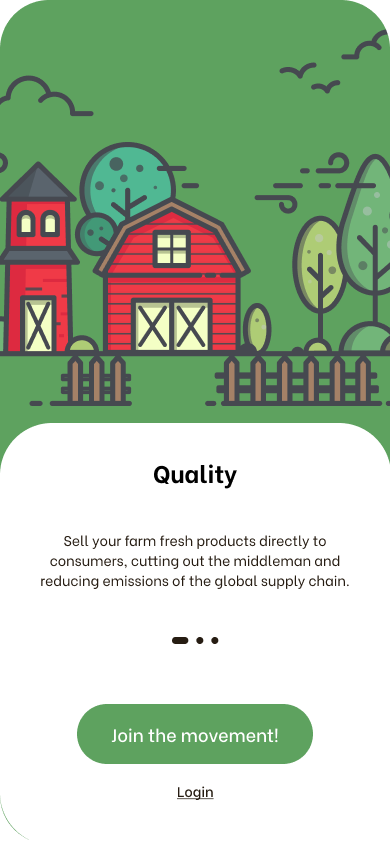 Quality
Sell your farm fresh products directly to
consumers, cutting out the middleman and
reducing emissions of the global supply chain.
Join the movement!
Login